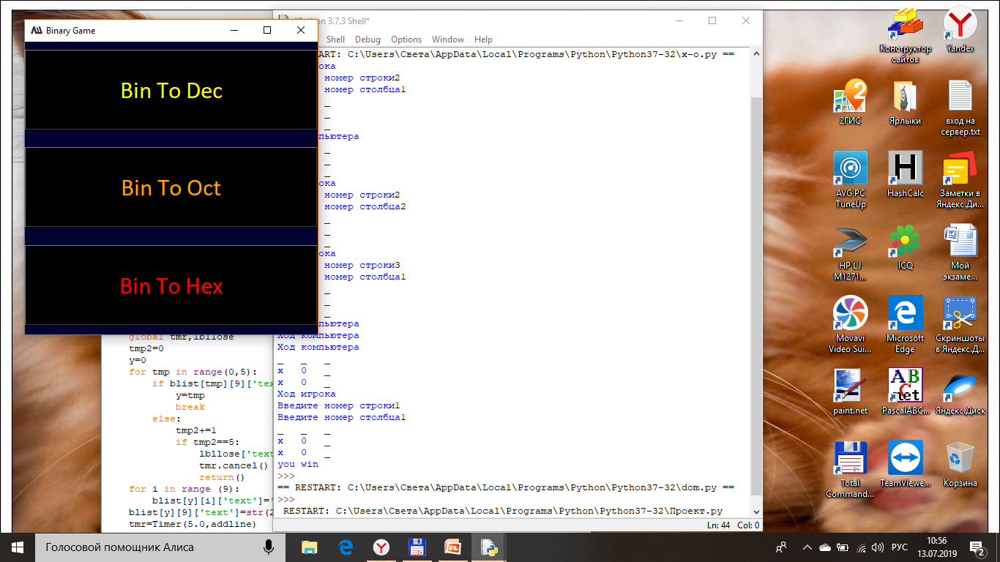 Binary Game
Bin To Dec
Bin To Oct
Bin To Hex
Python 3.7.3 Shell*
Shell Debug Options Window Help
ART: C:\Users\Света\AppData\Local\Programs\Python\Python37-32\x-o.py ==
ока
номер строки2
номер столбца1
_
_
_
пьютера
_
_
_
ока
номер строки2
номер столбца2
_
_
_
ока
номер строки3
номер столбца1
_
_
_
пьютера
Ход компьютера
Ход компьютера
_ _ _
x 0 _
x 0 _
Ход игрока
Введите номер строки1
Введите номер столбца1
_ _ _
x 0 _
x 0 _
you win
>>>
== RESTART: C:\Users\Света\AppData\Local\Programs\Python\Python37-32\dom.py ==
>>>
RESTART: C:\Users\Света\AppData\Local\Programs\Python\Python37-32\Проект.py
Ln: 44 Col: 0
global tmr,lbllose
tmp2=0
y=0
for tmp in range(0,5):
if blist[tmp][9]['tex
y=tmp
break
else:
tmp2+=1
if tmp2==5:
lbllose['text
tmr.cancel()
return()
for i in range (9):
blist[y][i]['text']='
blist[y][9]['text']=str(2
tmr=Timer(5.0,addline)
Конструктор сайтов
Yandex
2ГИС
Ярлыки
вход на сервер.txt
AVG PC TuneUp
HashCalc
Заметки в Яндекс.Ди...
HP LJ M1271...
ICQ
Мой экзаме...
Movavi Video Sui...
Microsoft Edge
Скриншоты в Яндекс.Д...
paint.net
PascalABC...
Яндекс.Диск
Total Command...
TeamViewe...
Корзина
Голосовой помощник Алиса
РУС
10:56
13.07.2019
2